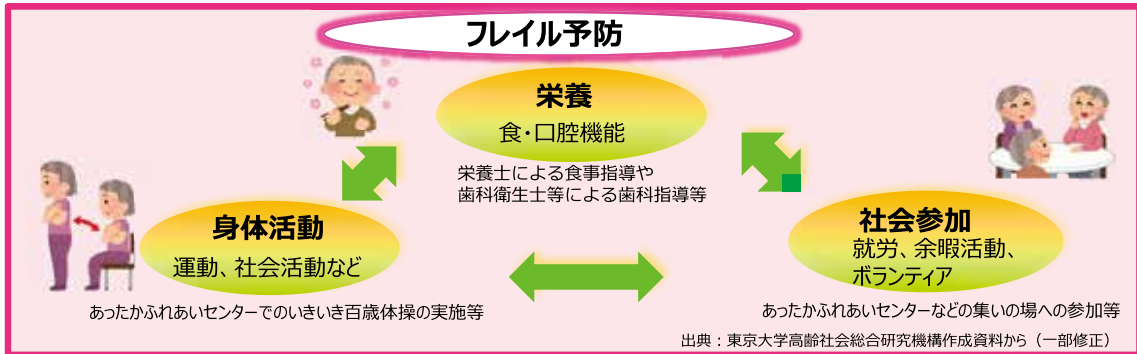 フレイル予防
栄養
食・口腔機能
栄養士による食事指導や
歯科衛生士等による歯科指導等
身体活動
運動、社会活動など
あったかふれあいセンターでのいきいき百歳体操の実施等
社会参加
就労、余暇活動、
ボランティア
あったかふれあいセンターなどの集いの場への参加等
出典：東京大学高齢社会総合研究機構作成資料から（一部修正）